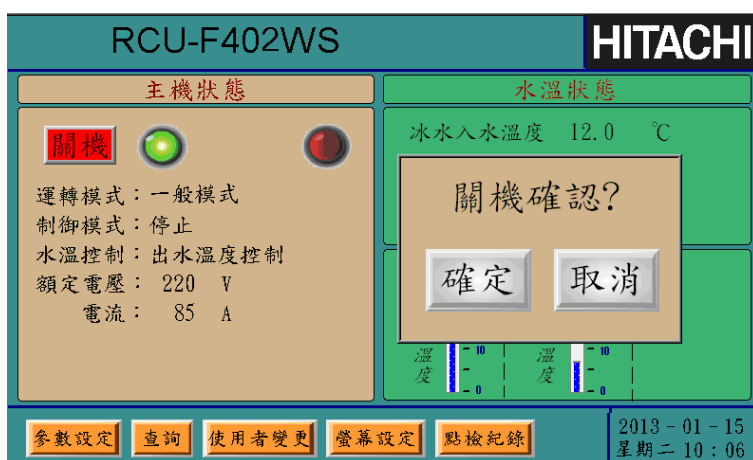 RCU-F402WS
HITACHI
主機狀態
關機
運轉模式：一般模式
制御模式：停止
水溫控制：出水溫度控制
額定電壓： 220 V
電流： 85 A
水溫狀態
冰水入水溫度 12.0 ℃
關機確認?
確定 取消
溫度
10
0
溫度
10
0
參數設定 查詢 使用者變更 螢幕設定 點檢紀錄
2013-01-15
星期二 10:06